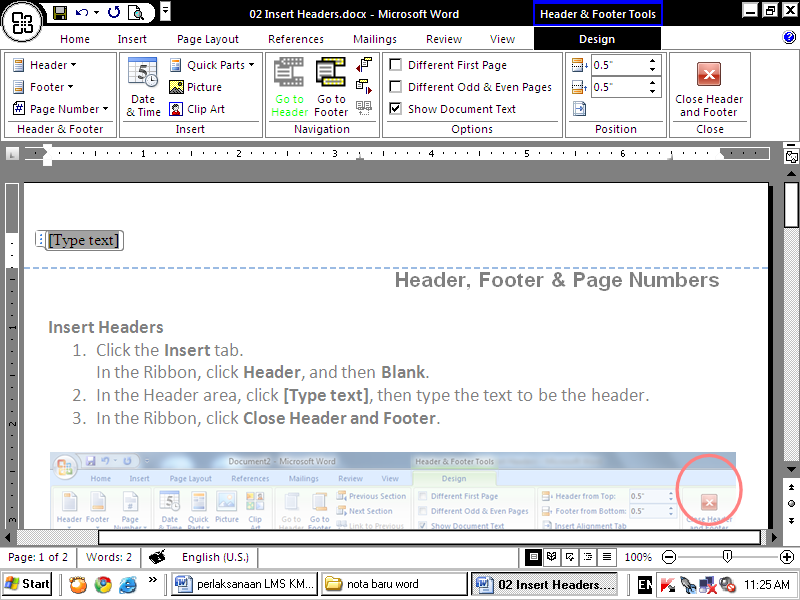 02 Insert Headers.docx - Microsoft Word
Header & Footer Tools
Home Insert Page Layout References Mailings Review View Design
Header
Footer
Page Number
Header & Footer
Date & Time
Quick Parts
Picture
Clip Art
Insert
Go to Header
Go to Footer
Navigation
Different First Page
Different Odd & Even Pages
Show Document Text
Options
0.5"
0.5"
Position
Close Header and Footer
Close
1 2 3 4 5 6
[Type text]
Header, Footer & Page Numbers
Insert Headers
1. Click the Insert tab.
In the Ribbon, click Header, and then Blank.
2. In the Header area, click [Type text], then type the text to be the header.
3. In the Ribbon, click Close Header and Footer.
Document2 - Microsoft Word Header & Footer Tools
Home Insert Page Layout References Mailings Review View Design
Header Footer Page Number
Date & Time Quick Parts Picture Clip Art
Go to Header Go to Footer
Previous Section
Next Section
Link to Previous
Different First Page
Different Odd & Even Pages
Show Document Text
Header from Top: 0.5"
Footer from Bottom: 0.5"
Insert Alignment Tab
Close Header and Footer
1
2
3
Page: 1 of 2 Words: 2 English (U.S.) 100%
Start perlaksanaan LMS KM... nota baru word 02 Insert Headers.... EN 11:25 AM